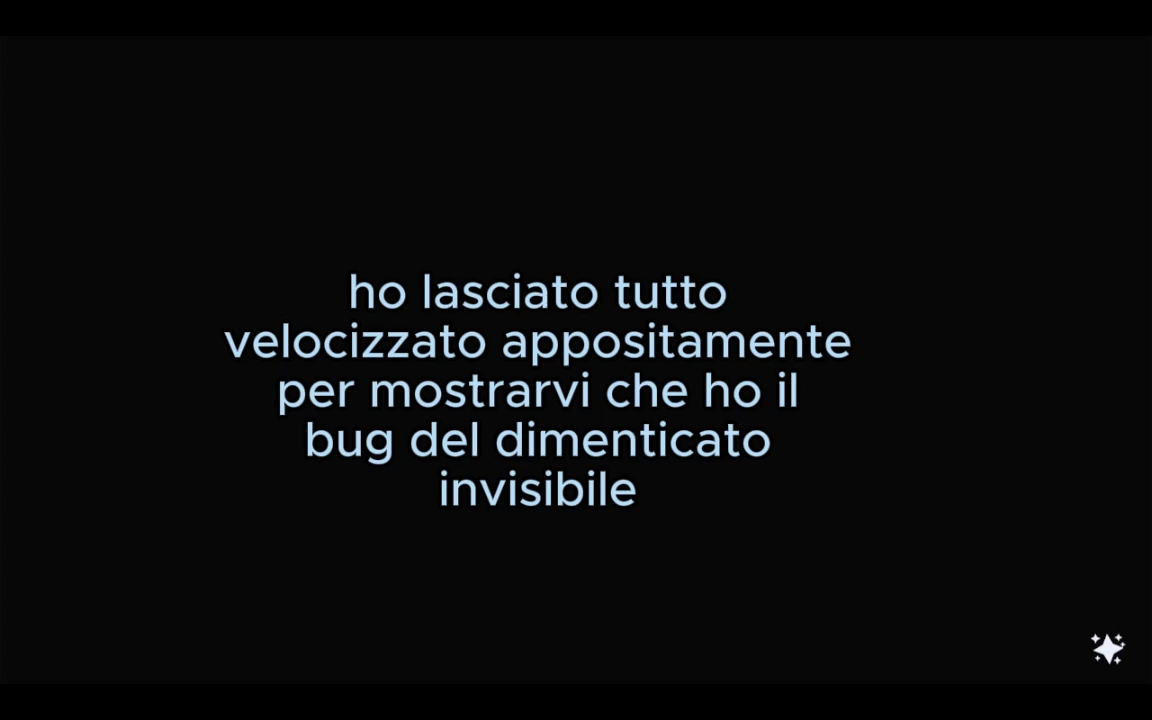 ho lasciato tutto
velocizzato appositamente
per mostrarvi che ho il
bug del dimenticato
invisibile